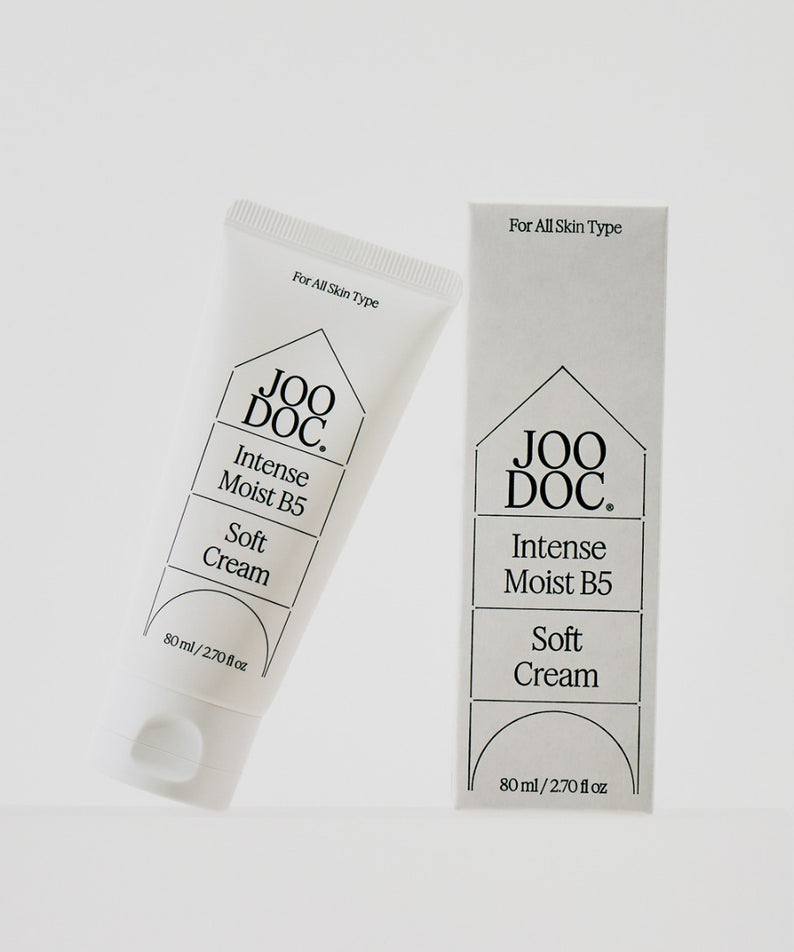 For All Skin Type
JOO
DOC.®
Intense
Moist B5
Soft
Cream
80 ml / 2.70 fl oz
For All Skin Type
JOO
DOC.®
Intense
Moist B5
Soft
Cream
80 ml / 2.70 fl oz